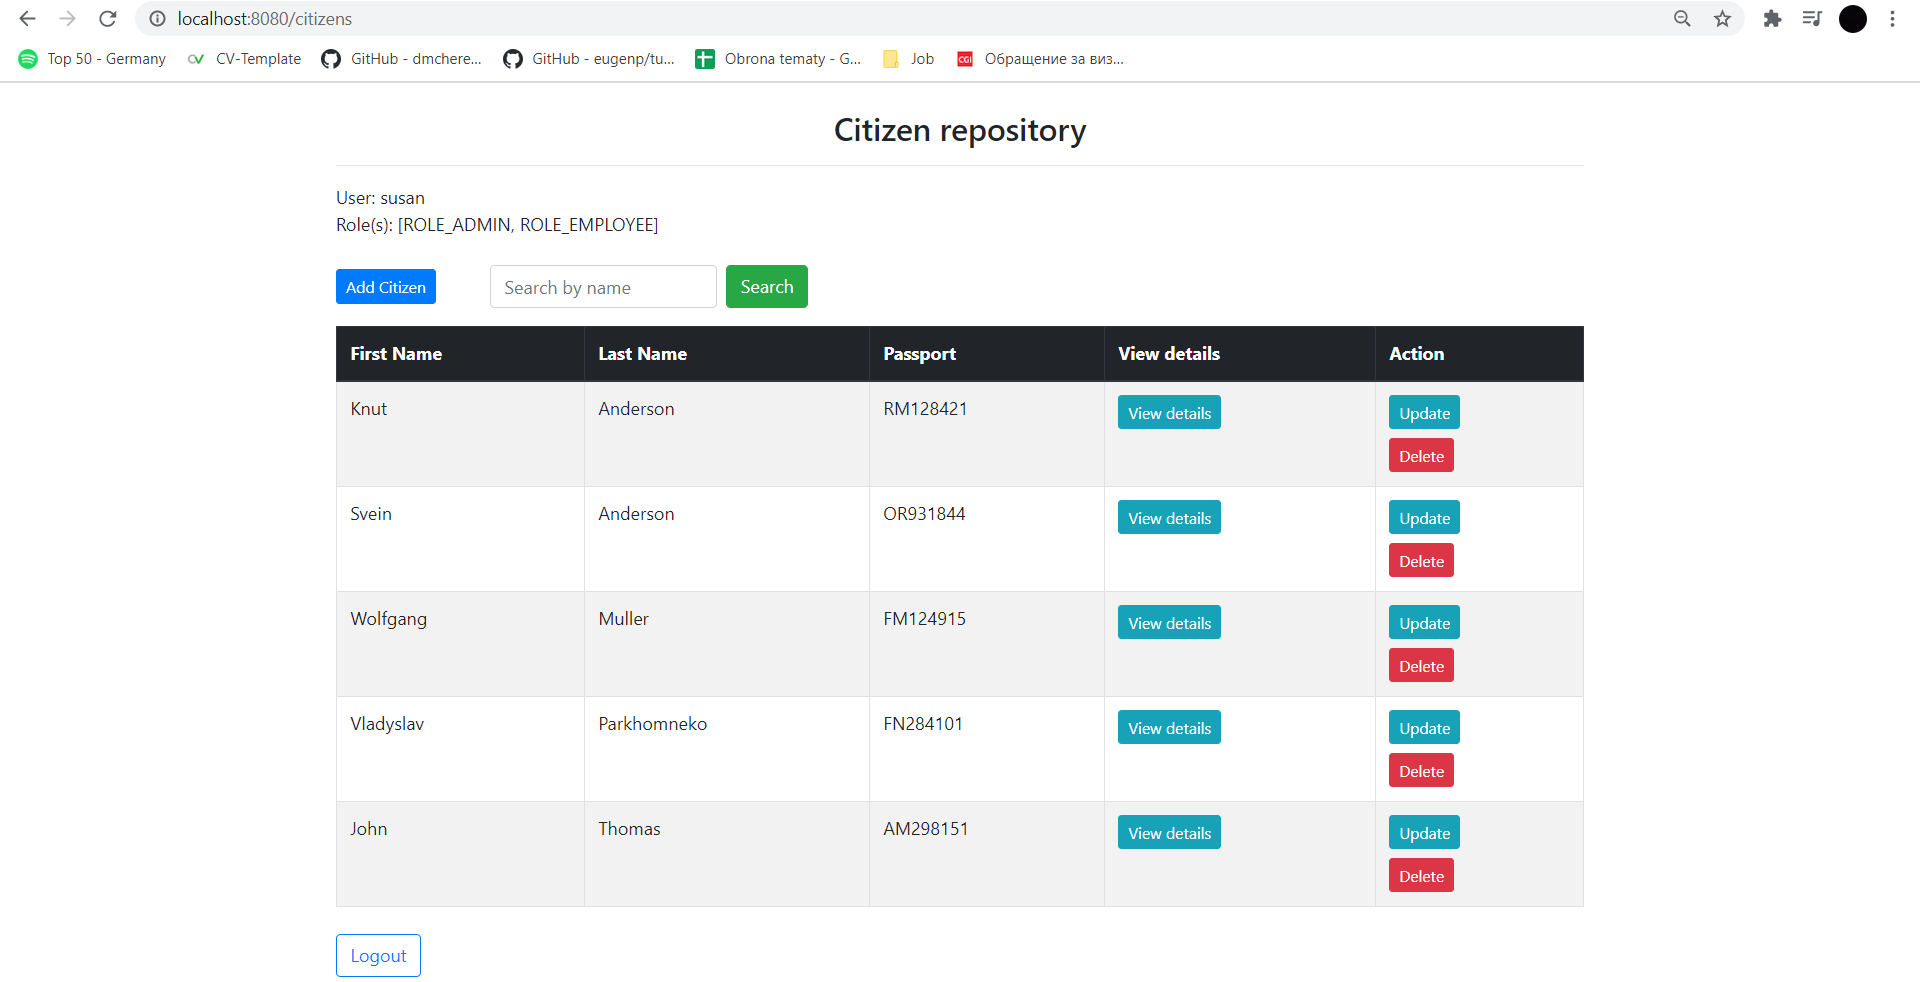 localhost:8080/citizens
Top 50 - Germany CV-Template GitHub - dmchere... GitHub - eugenp/tu... Obrona tematy - G... Job CGI Обращение за виз...
Citizen repository
User: susan
Role(s): [ROLE_ADMIN, ROLE_EMPLOYEE]
Add Citizen Search by name Search
First Name Last Name Passport View details Action
Knut Anderson RM128421 View details Update
Delete
Svein Anderson OR931844 View details Update
Delete
Wolfgang Muller FM124915 View details Update
Delete
Vladyslav Parkhomneko FN284101 View details Update
Delete
John Thomas AM298151 View details Update
Delete
Logout